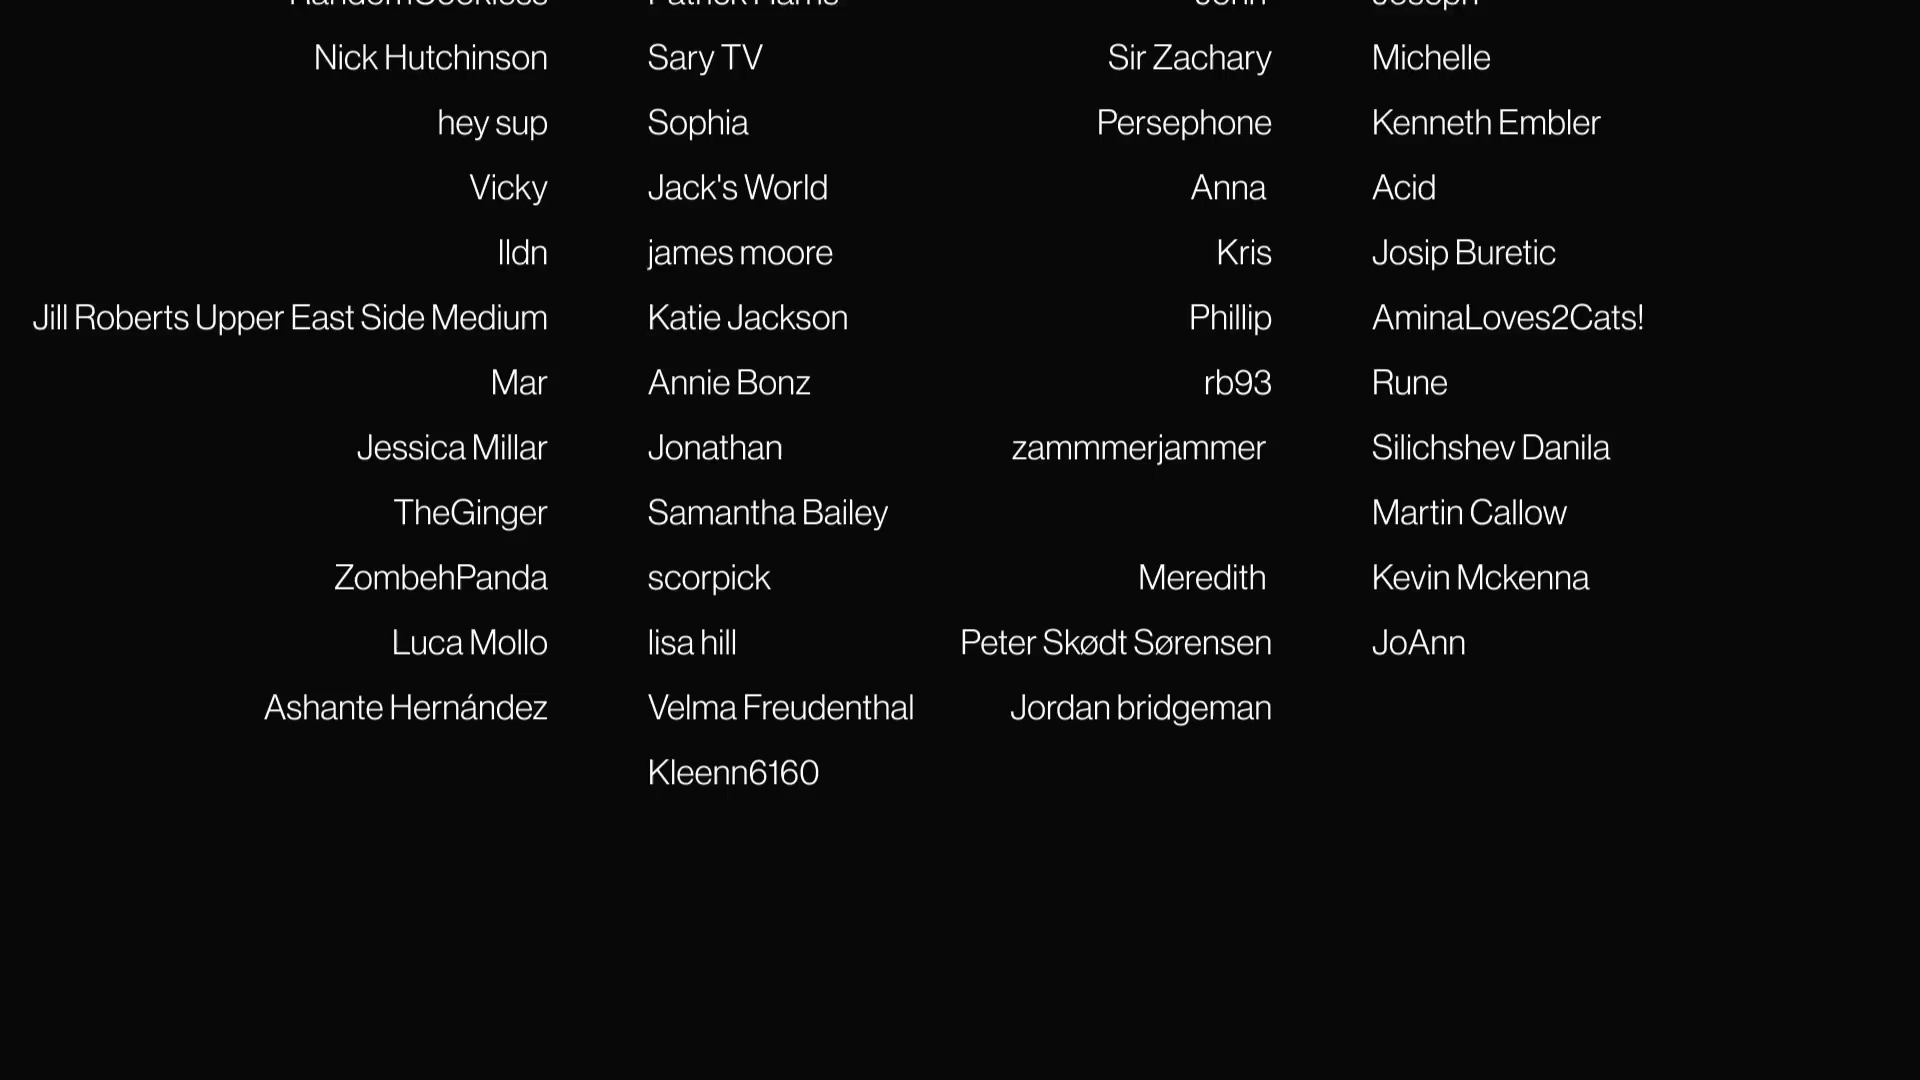 Nick Hutchinson Sary TV Sir Zachary Michelle
hey sup Sophia Persephone Kenneth Embler
Vicky Jack's World Anna Acid
lldn james moore Kris Josip Buretic
Jill Roberts Upper East Side Medium Katie Jackson Phillip AminaLoves2Cats!
Mar Annie Bonz rb93 Rune
Jessica Millar Jonathan zammmerjammer Silichshev Danila
TheGinger Samantha Bailey Martin Callow
ZombehPanda scorpick Meredith Kevin Mckenna
Luca Mollo lisa hill Peter Skødt Sørensen JoAnn
Ashante Hernández Velma Freudenthal Jordan bridgeman
Kleenn6160